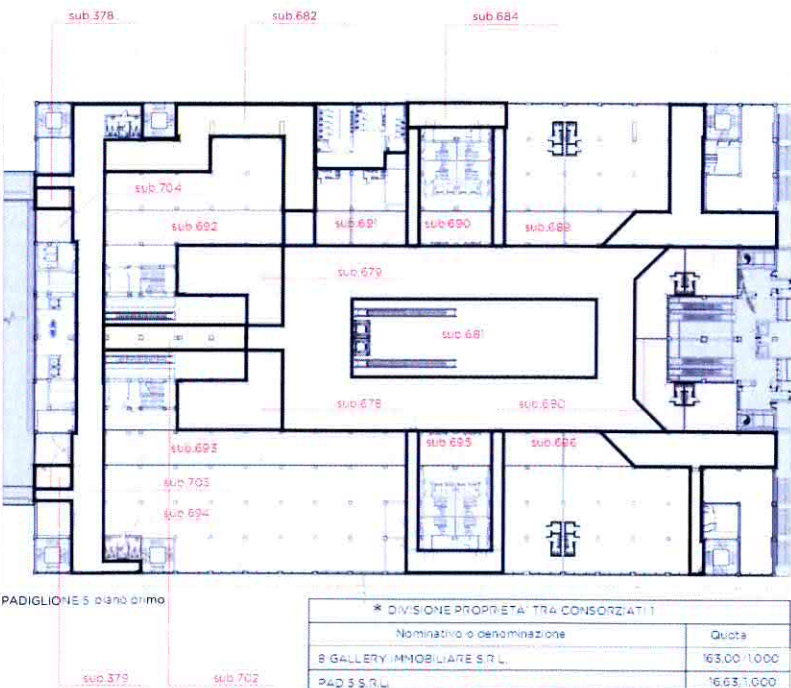 sub.378 sub.682 sub.684
sub.704
sub.692 sub.691 sub.690 sub.689
sub.679
sub.681
sub.678 sub.680
sub.693 sub.695 sub.696
sub.703
sub.694
PADIGLIONE 5 piano primo
sub.379 sub.702
* DIVISIONE PROPRIETA' TRA CONSORZIATI 1
Nominativo o denominazione Quota
B GALLERY IMMOBILIARE S.R.L. 163,00/1.000
PAD 5 S.R.L. 16,63/1.000